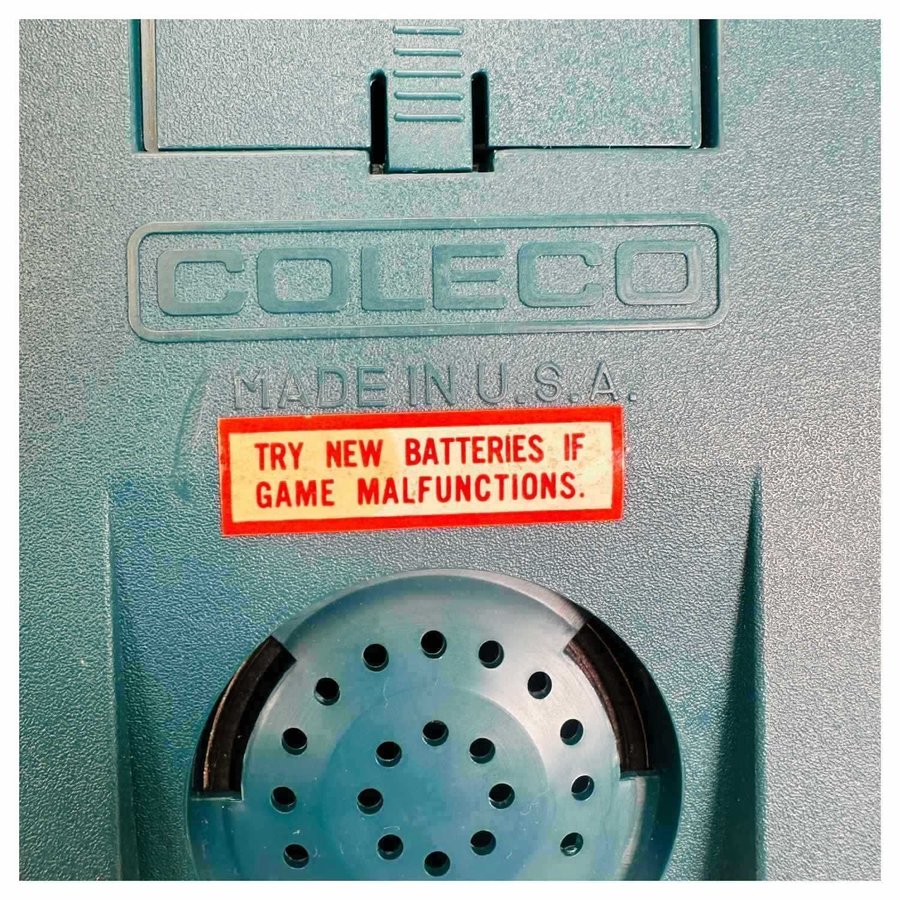 COLECO
MADE IN U.S.A.
TRY NEW BATTERIES IF
GAME MALFUNCTIONS.